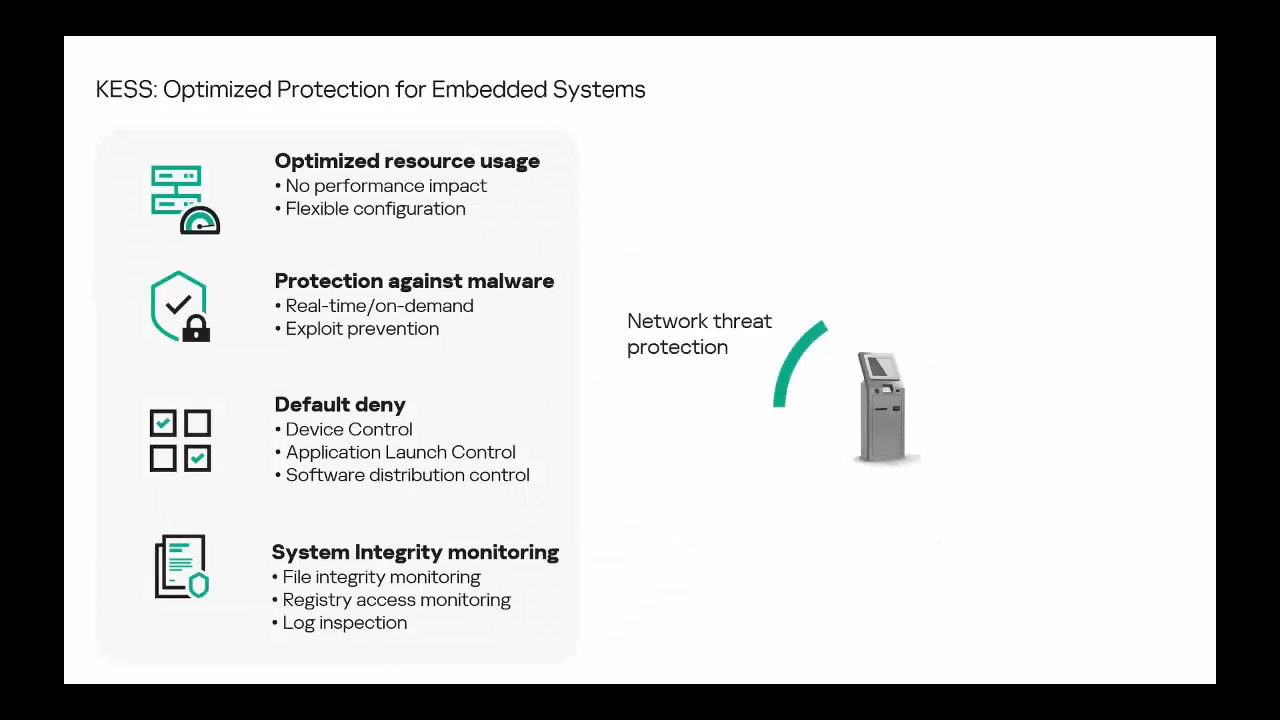 KESS: Optimized Protection for Embedded Systems
Optimized resource usage
• No performance impact
• Flexible configuration
Protection against malware
• Real-time/on-demand
• Exploit prevention
Default deny
• Device Control
• Application Launch Control
• Software distribution control
System Integrity monitoring
• File integrity monitoring
• Registry access monitoring
• Log inspection
Network threat
protection